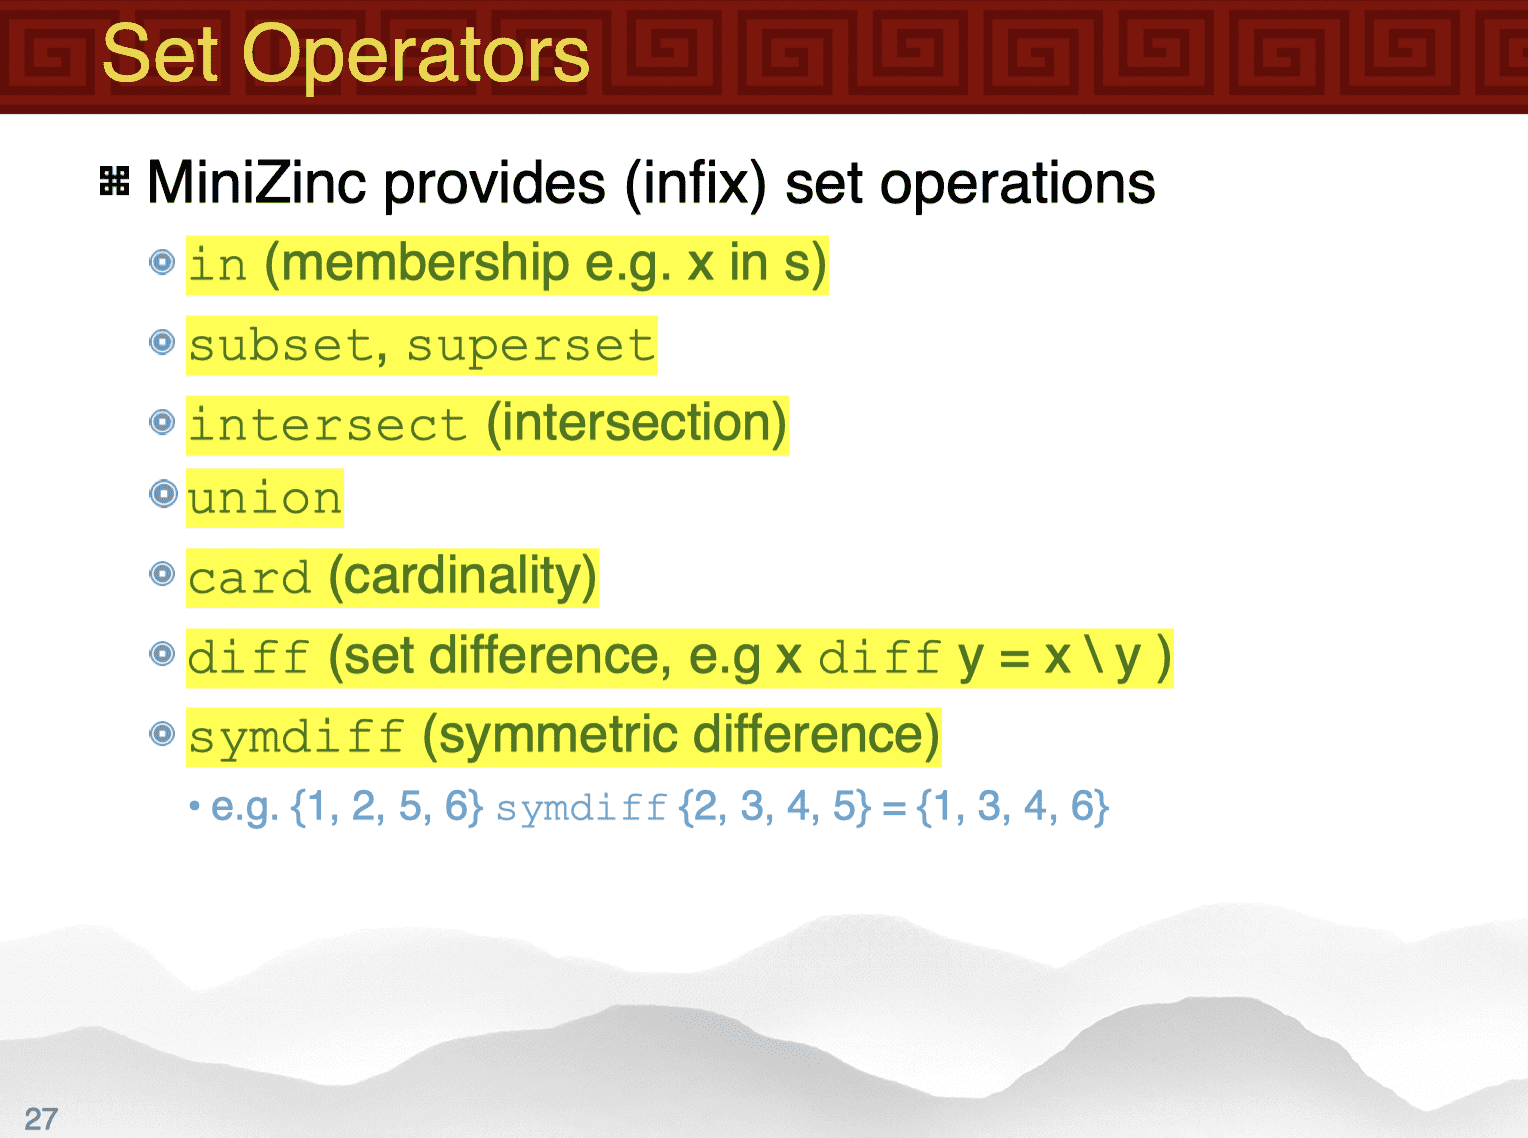 Set Operators
MiniZinc provides (infix) set operations
in (membership e.g. x in s)
subset, superset
intersect (intersection)
union
card (cardinality)
diff (set difference, e.g x diff y = x \ y )
symdiff (symmetric difference)
• e.g. {1, 2, 5, 6} symdiff {2, 3, 4, 5} = {1, 3, 4, 6}
27